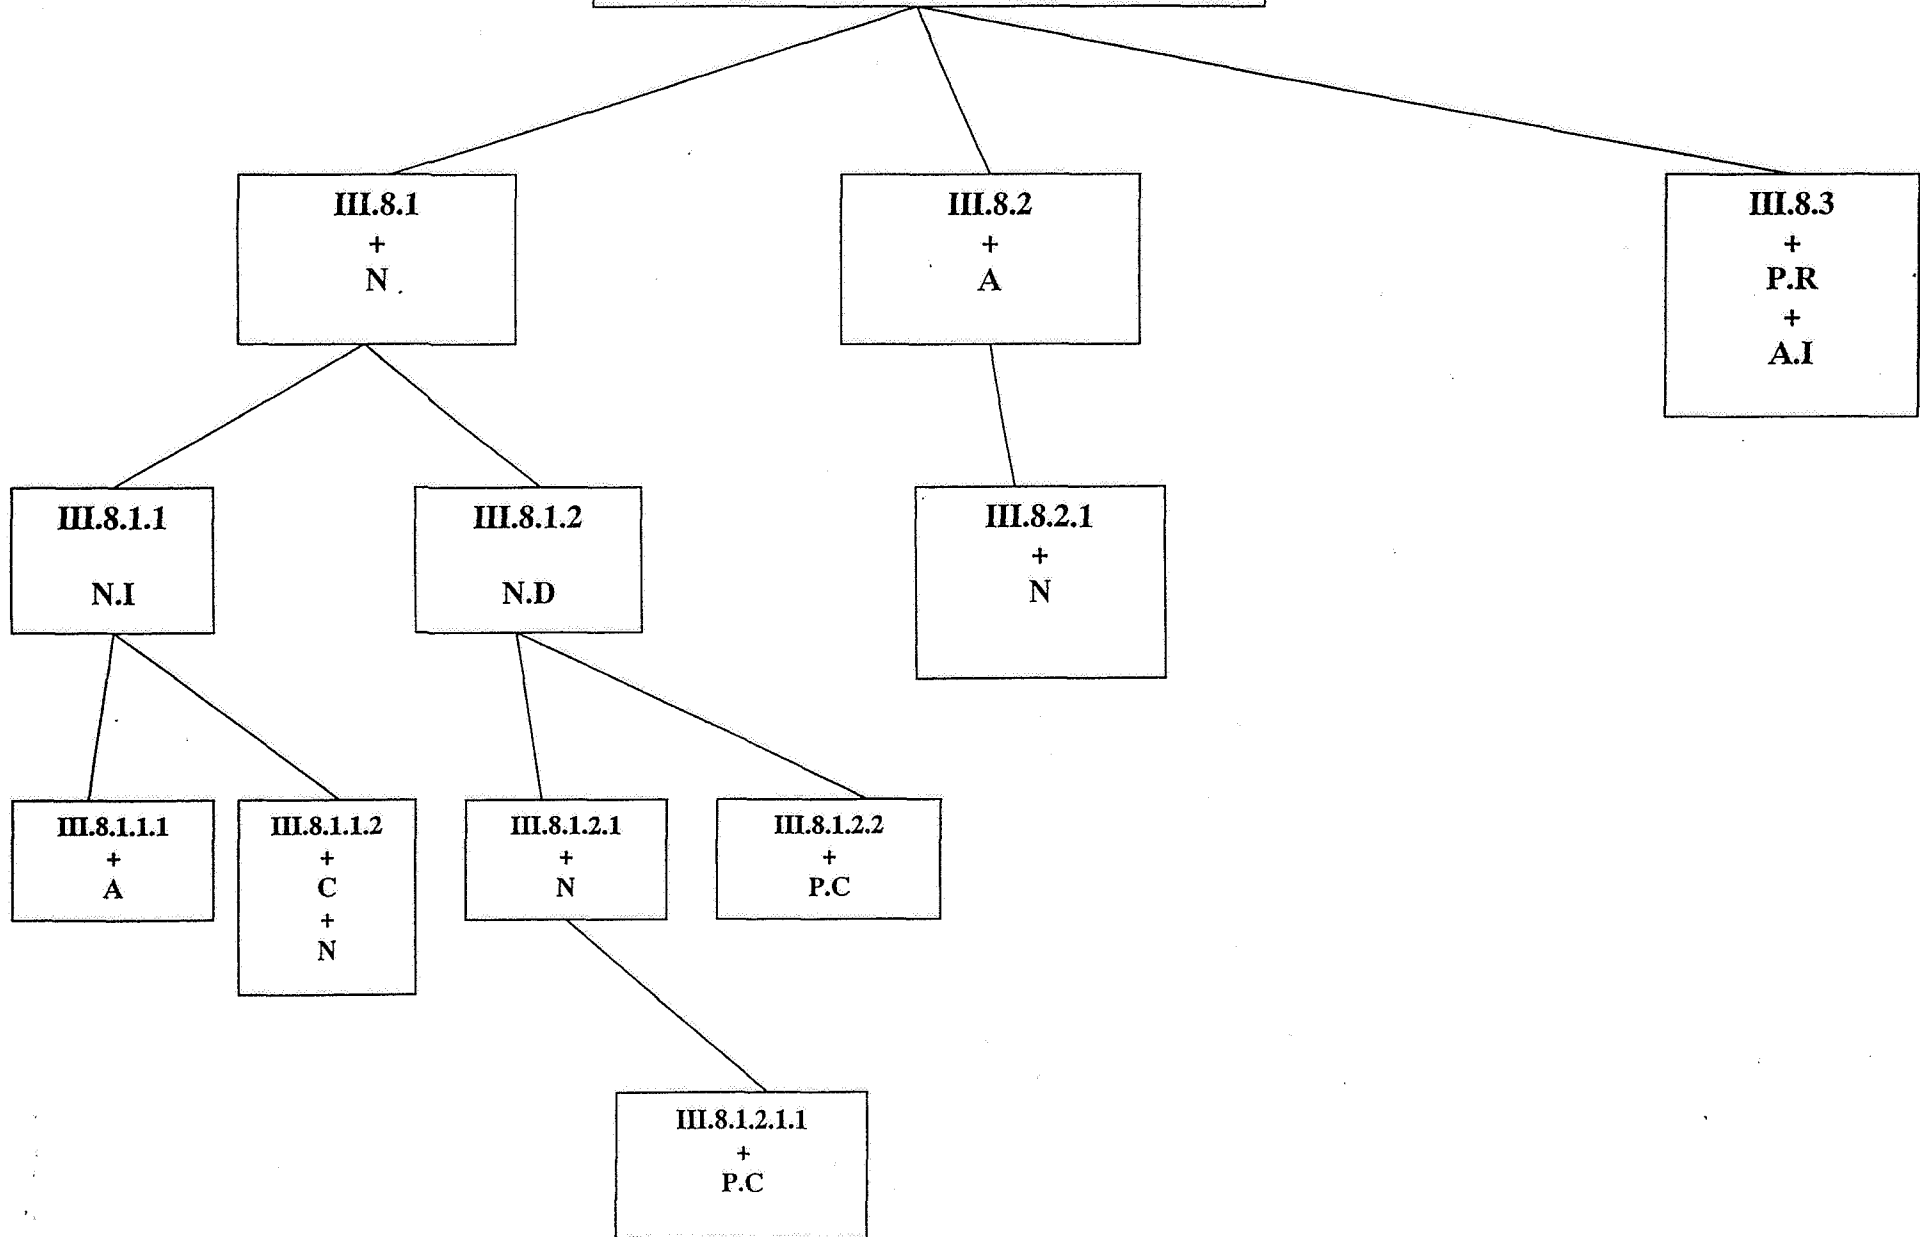 III.8.1
+
N
III.8.2
+
A
III.8.3
+
P.R
+
A.I
III.8.1.1
N.I
III.8.1.2
N.D
III.8.2.1
+
N
III.8.1.1.1
+
A
III.8.1.1.2
+
C
+
N
III.8.1.2.1
+
N
III.8.1.2.2
+
P.C
III.8.1.2.1.1
+
P.C